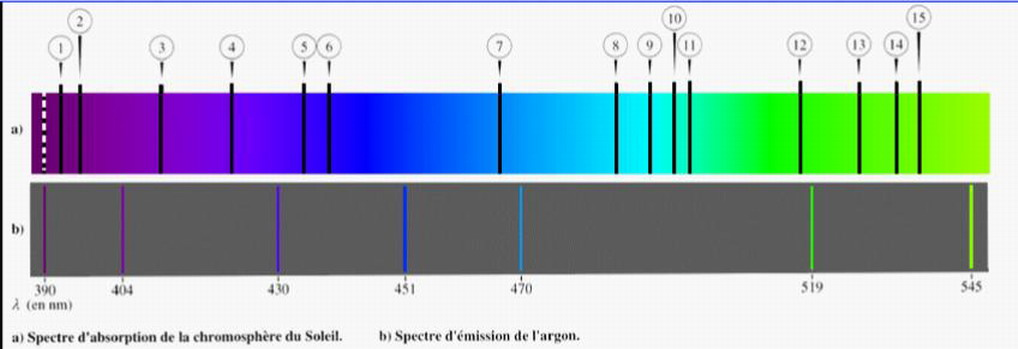 2 10 15
1 3 4 5 6 7 8 9 11 12 13 14
a)
b)
390 404 430 451 470 519 545
λ (en nm)
a) Spectre d'absorption de la chromosphère du Soleil. b) Spectre d'émission de l'argon.